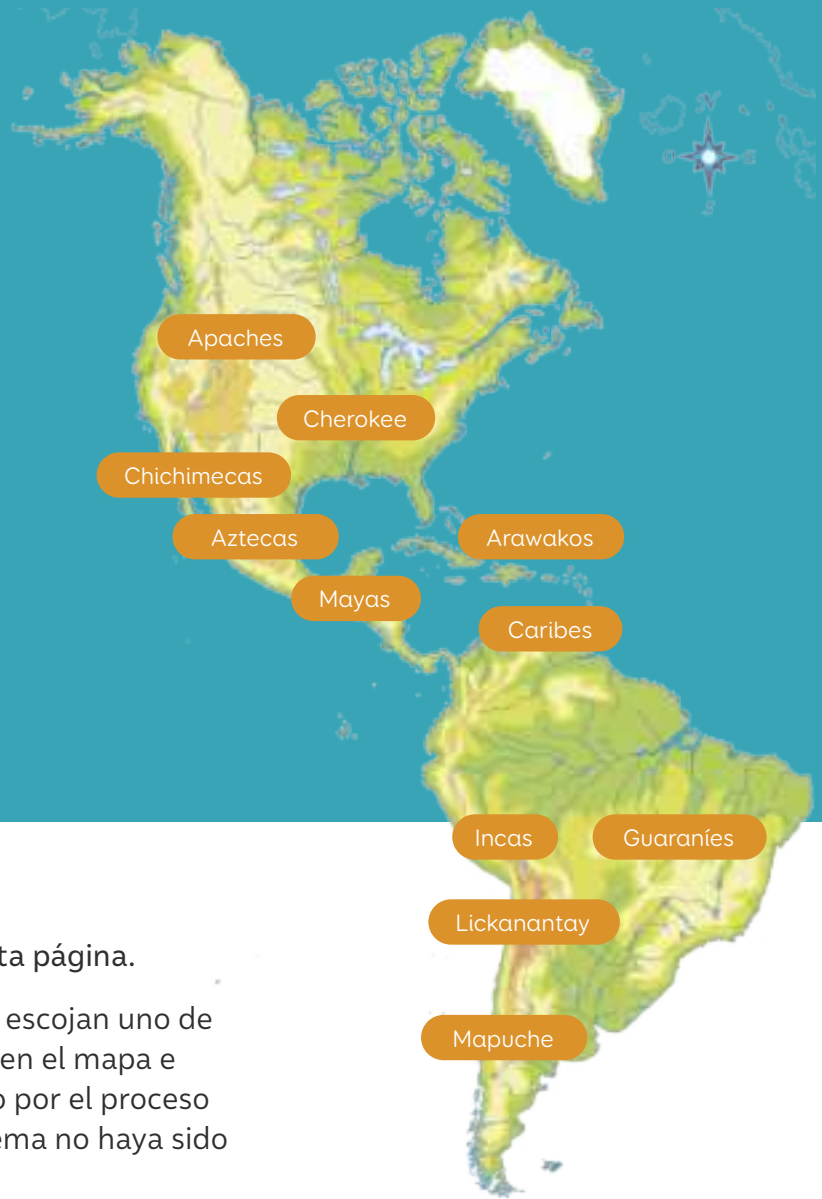 N
O E
S
Apaches
Cherokee
Chichimecas
Aztecas
Arawakos
Mayas
Caribes
Incas
Guaraníes
Lickanantay
Mapuche
ta página.
escojan uno de
en el mapa e
o por el proceso
ema no haya sido